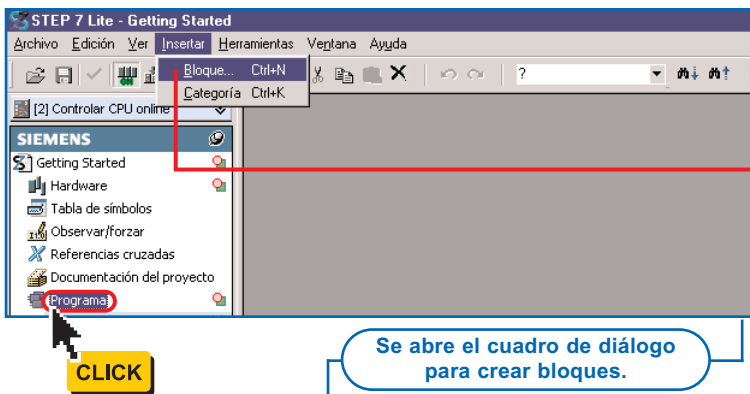 STEP 7 Lite - Getting Started
Archivo Edición Ver Insertar Herramientas Ventana Ayuda
Bloque... Ctrl+N
?
Categoría Ctrl+K
[2] Controlar CPU online
SIEMENS
Getting Started
Hardware
Tabla de símbolos
Observar/forzar
Referencias cruzadas
Documentación del proyecto
Programa
CLICK
Se abre el cuadro de diálogo
para crear bloques.